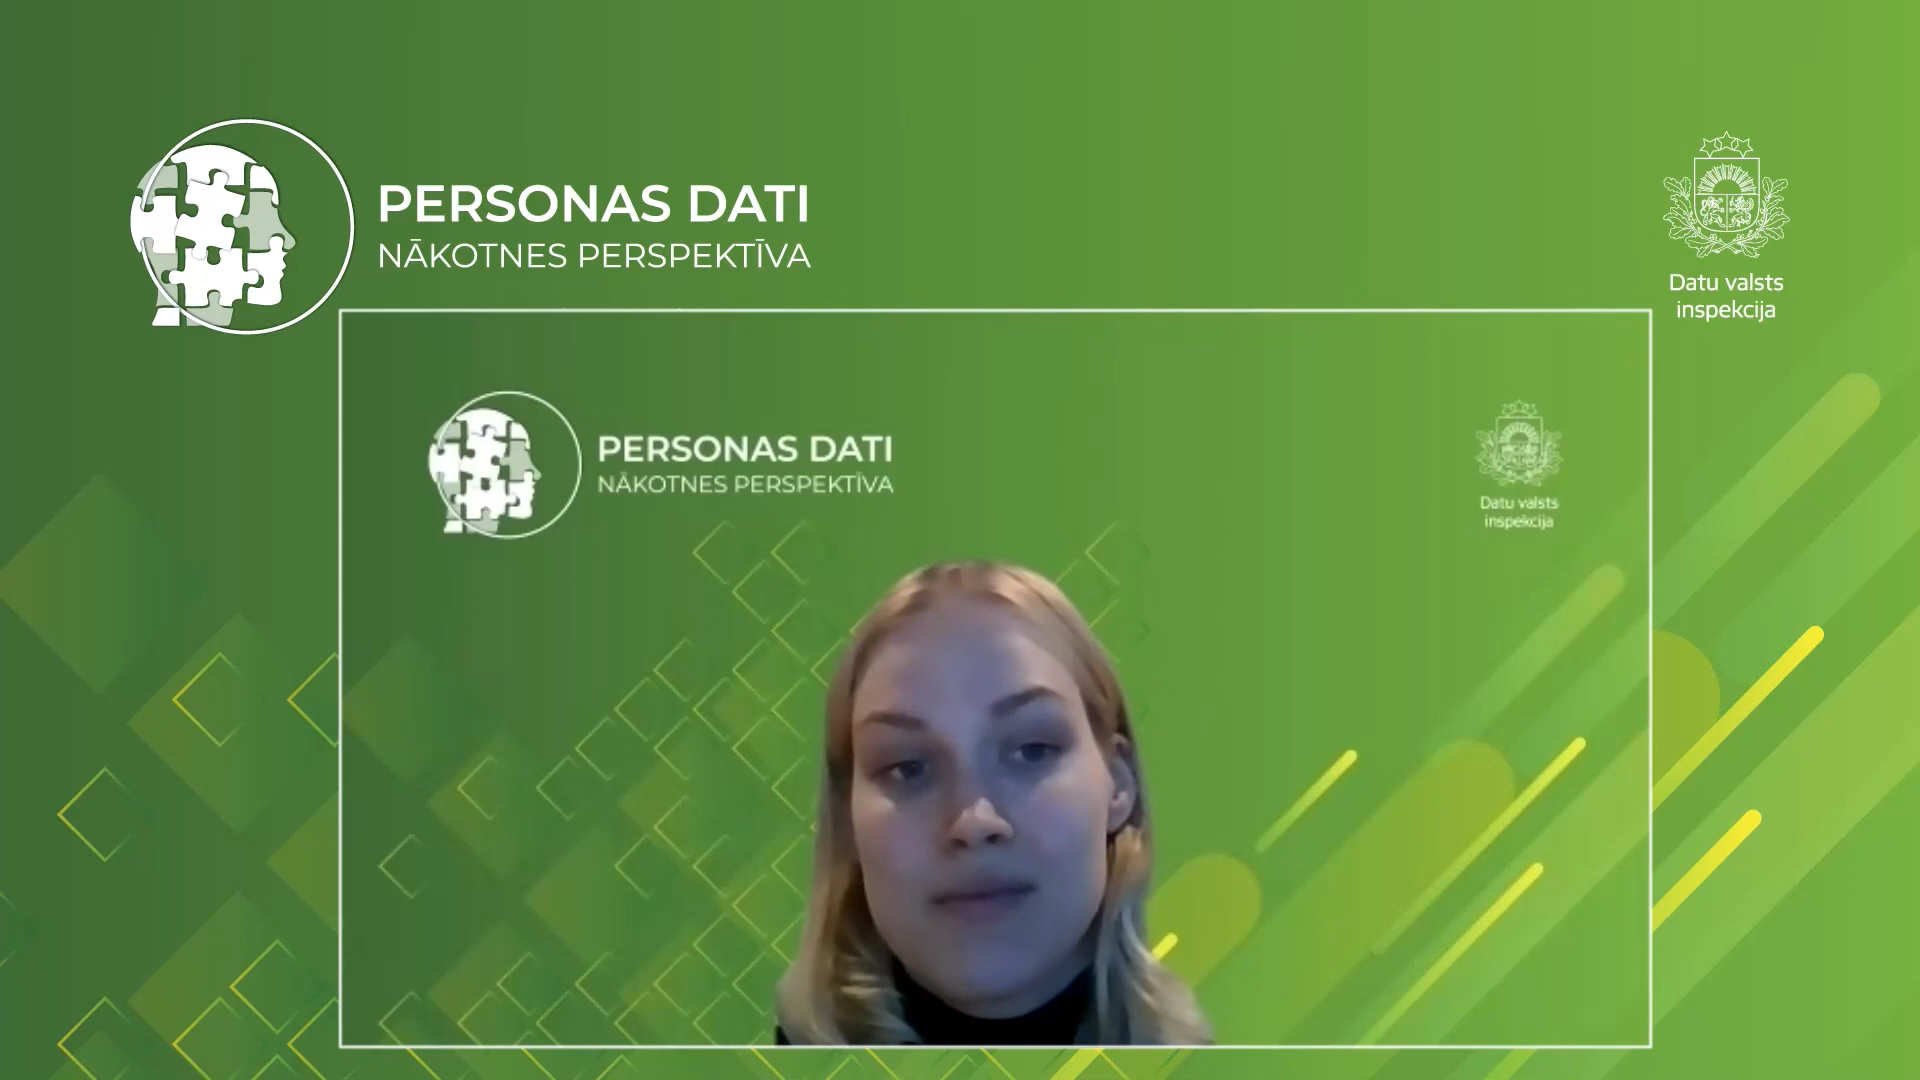 PERSONAS DATI
NĀKOTNES PERSPEKTĪVA
Datu valsts
inspekcija
PERSONAS DATI
NĀKOTNES PERSPEKTĪVA
Datu valsts
inspekcija